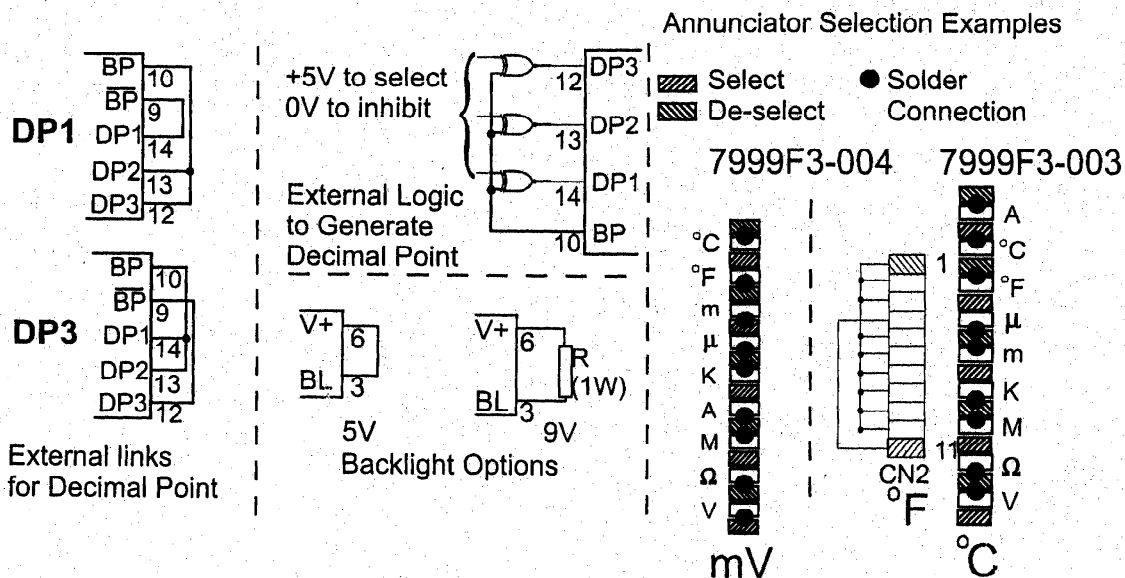 Annunciator Selection Examples
Select
Solder
De-select
Connection
7999F3-004
7999F3-003
DP1
BP 10
BP 9
DP1 14
DP2 13
DP3 12
DP3
BP 10
BP 9
DP1 14
DP2 13
DP3 12
External links
for Decimal Point
+5V to select
0V to inhibit
12 DP3
13 DP2
14 DP1
10 BP
External Logic
to Generate
Decimal Point
V+ 6
BL 3
5V
V+ 6
R
(1W)
BL 3
9V
Backlight Options
°C
°F
m
µ
K
A
M
Ω
V
mV
1
11
CN2
°F
A
°C
°F
µ
m
K
M
Ω
V
°C